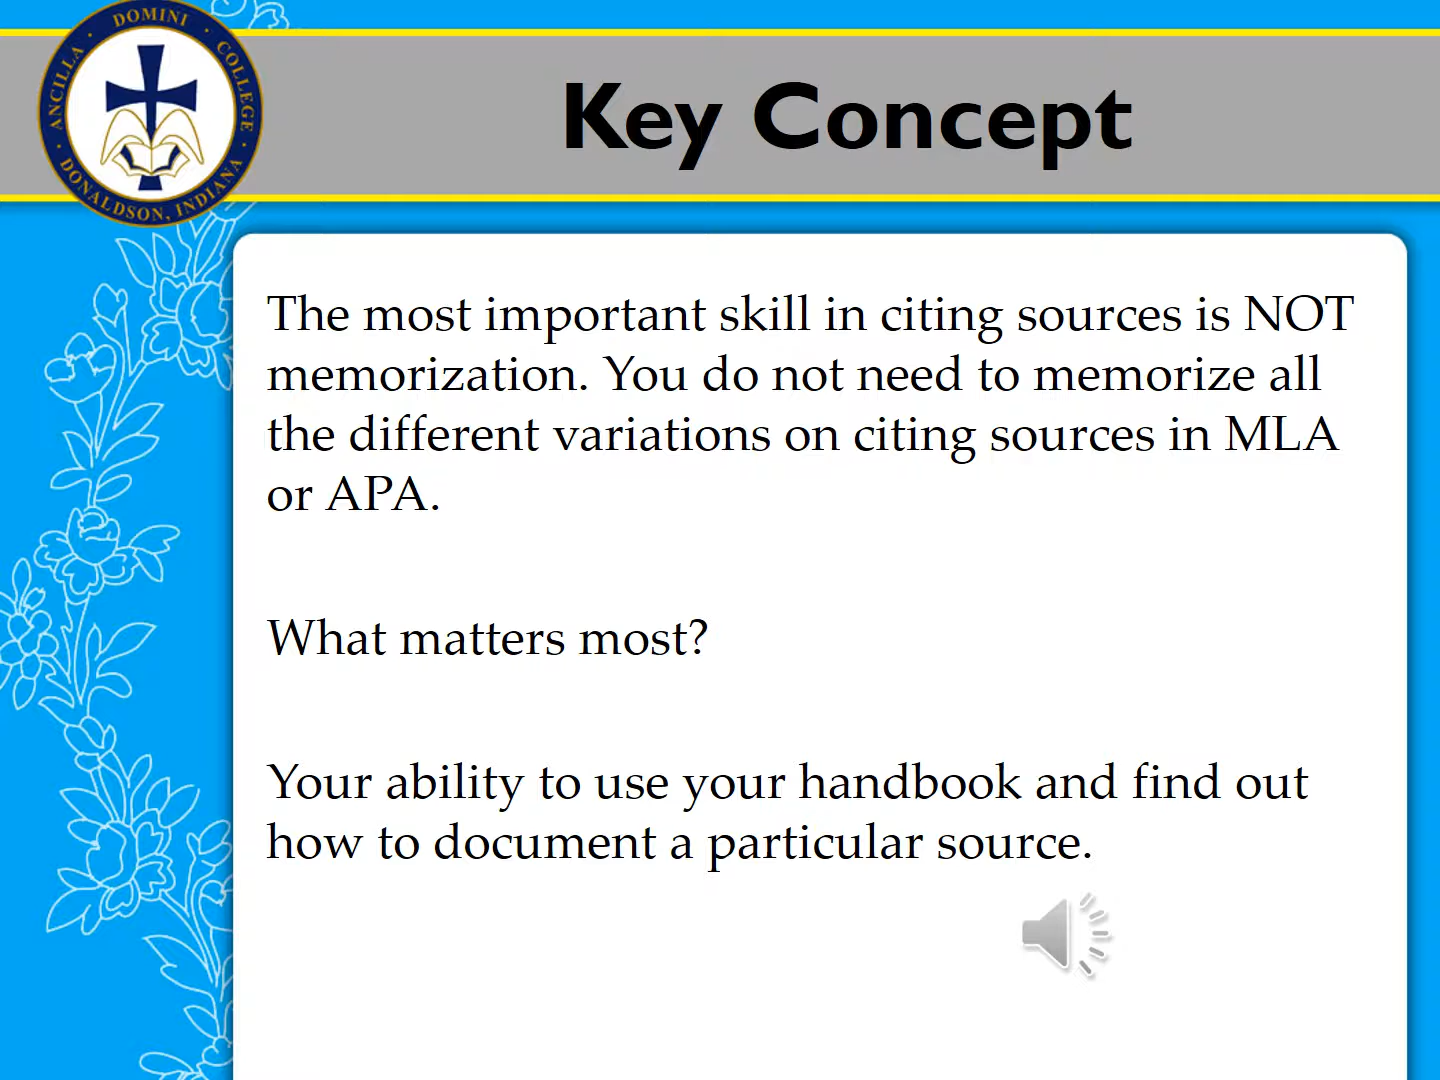 ANCILLA · DOMINI · COLLEGE ·
· DONALDSON, INDIANA ·
Key Concept
The most important skill in citing sources is NOT
memorization. You do not need to memorize all
the different variations on citing sources in MLA
or APA.
What matters most?
Your ability to use your handbook and find out
how to document a particular source.